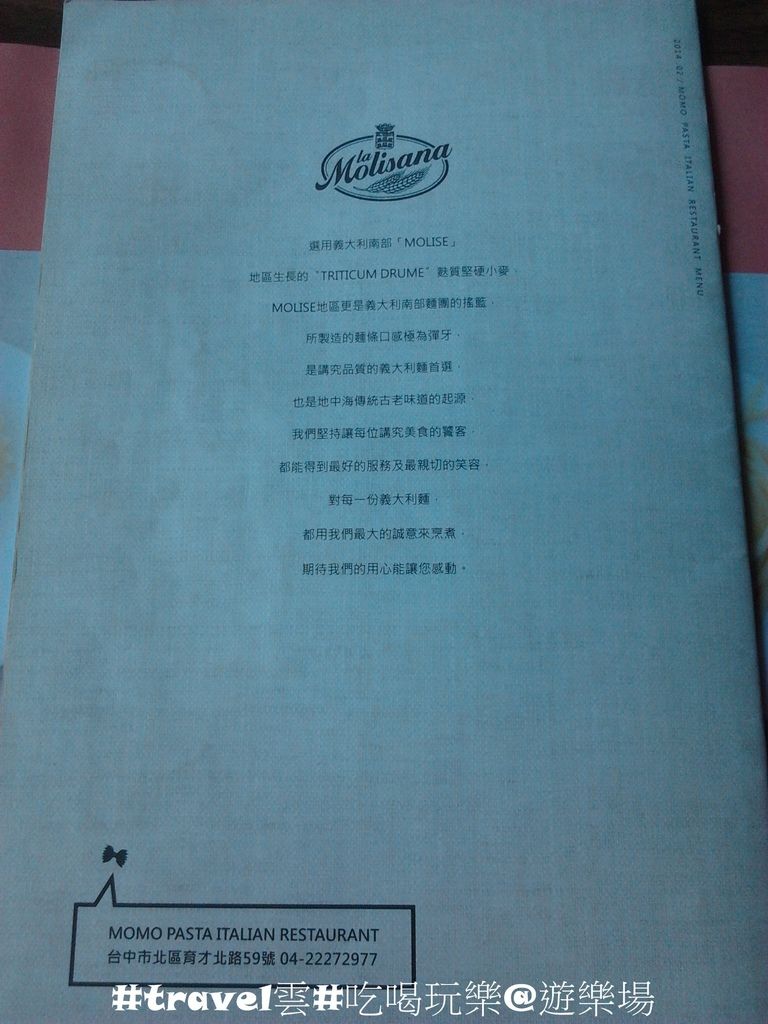 2014.02 / MOMO PASTA ITALIAN RESTAURANT MENU
la
Molisana
選用義大利南部「MOLISE」
地區生長的"TRITICUM DRUME"麩質堅硬小麥，
MOLISE地區更是義大利南部麵團的搖籃，
所製造的麵條口感極為彈牙，
是講究品質的義大利麵首選，
也是地中海傳統古老味道的起源，
我們堅持讓每位講究美食的饕客，
都能得到最好的服務及最親切的笑容，
對每一份義大利麵，
都用我們最大的誠意來烹煮，
期待我們的用心能讓您感動。
MOMO PASTA ITALIAN RESTAURANT
台中市北區育才北路59號 04-22272977
#travel雲#吃喝玩樂@遊樂場